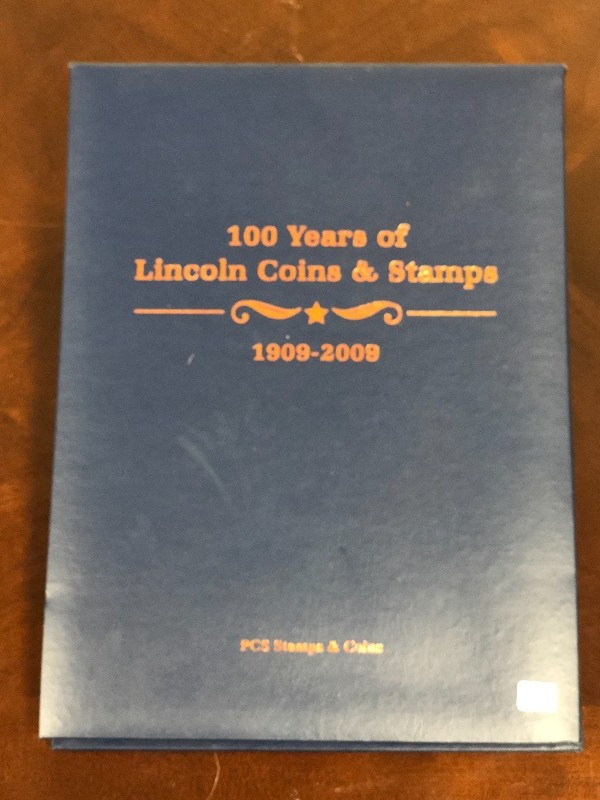 100 Years of
Lincoln Coins & Stamps
1909-2009
PCS Stamps & Coins